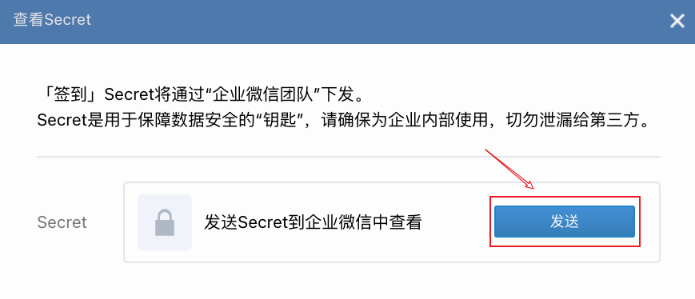 查看Secret
「签到」Secret将通过“企业微信团队”下发。
Secret是用于保障数据安全的“钥匙”，请确保为企业内部使用，切勿泄漏给第三方。
Secret
发送Secret到企业微信中查看
发送